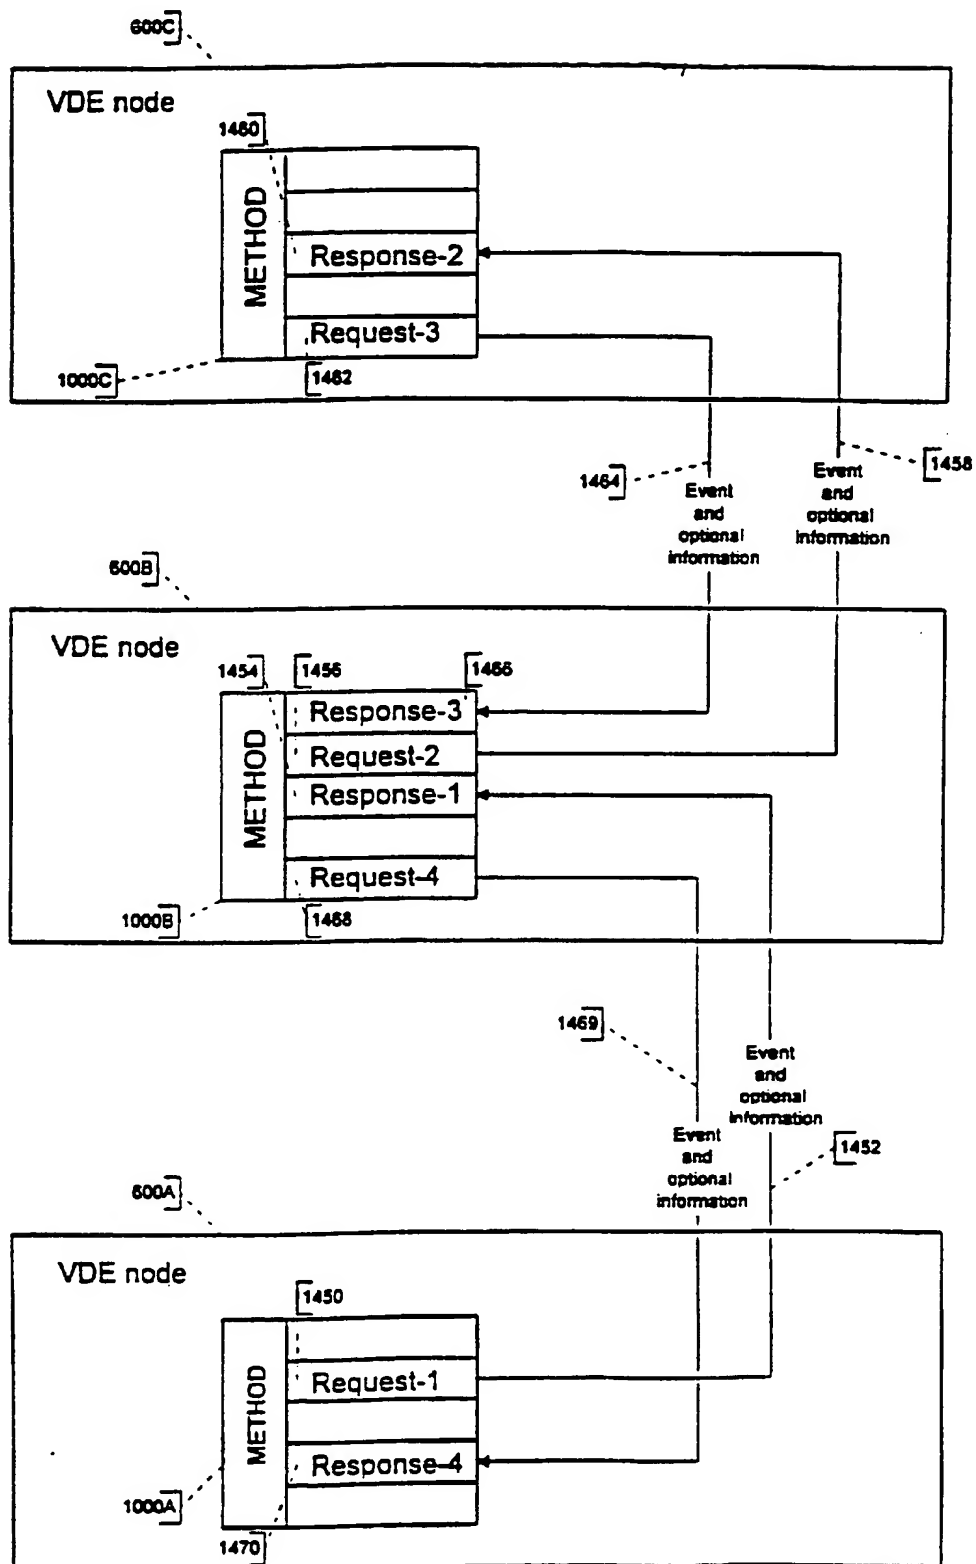 600C
VDE node
1460
METHOD
Response-2
Request-3
1000C
1462
1464
1458
Event
and
optional
information
Event
and
optional
information
600B
VDE node
1454
1456
1466
METHOD
Response-3
Request-2
Response-1
Request-4
1000B
1468
1469
Event
and
optional
information
Event
and
optional
information
1452
600A
VDE node
1450
METHOD
Request-1
Response-4
1000A
1470